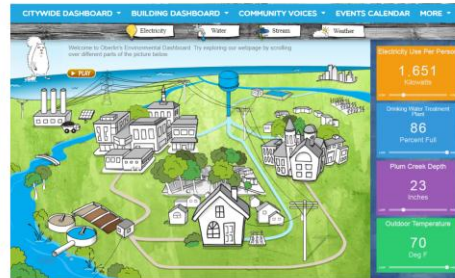 CITYWIDE DASHBOARD
BUILDING DASHBOARD
COMMUNITY VOICES
EVENTS CALENDAR
MORE
Electricity
Water
Stream
Weather
Welcome to Oberlin's Environmental Dashboard. Try exploring our webpage by scrolling
over different parts of the picture below.
PLAY
Electricity Use Per Person
1.651
Kilowatts
Drinking Water Treatment
Plant
86
Percent Full
Plum Creek Depth
23
Inches
Outdoor Temperature
70
Deg F